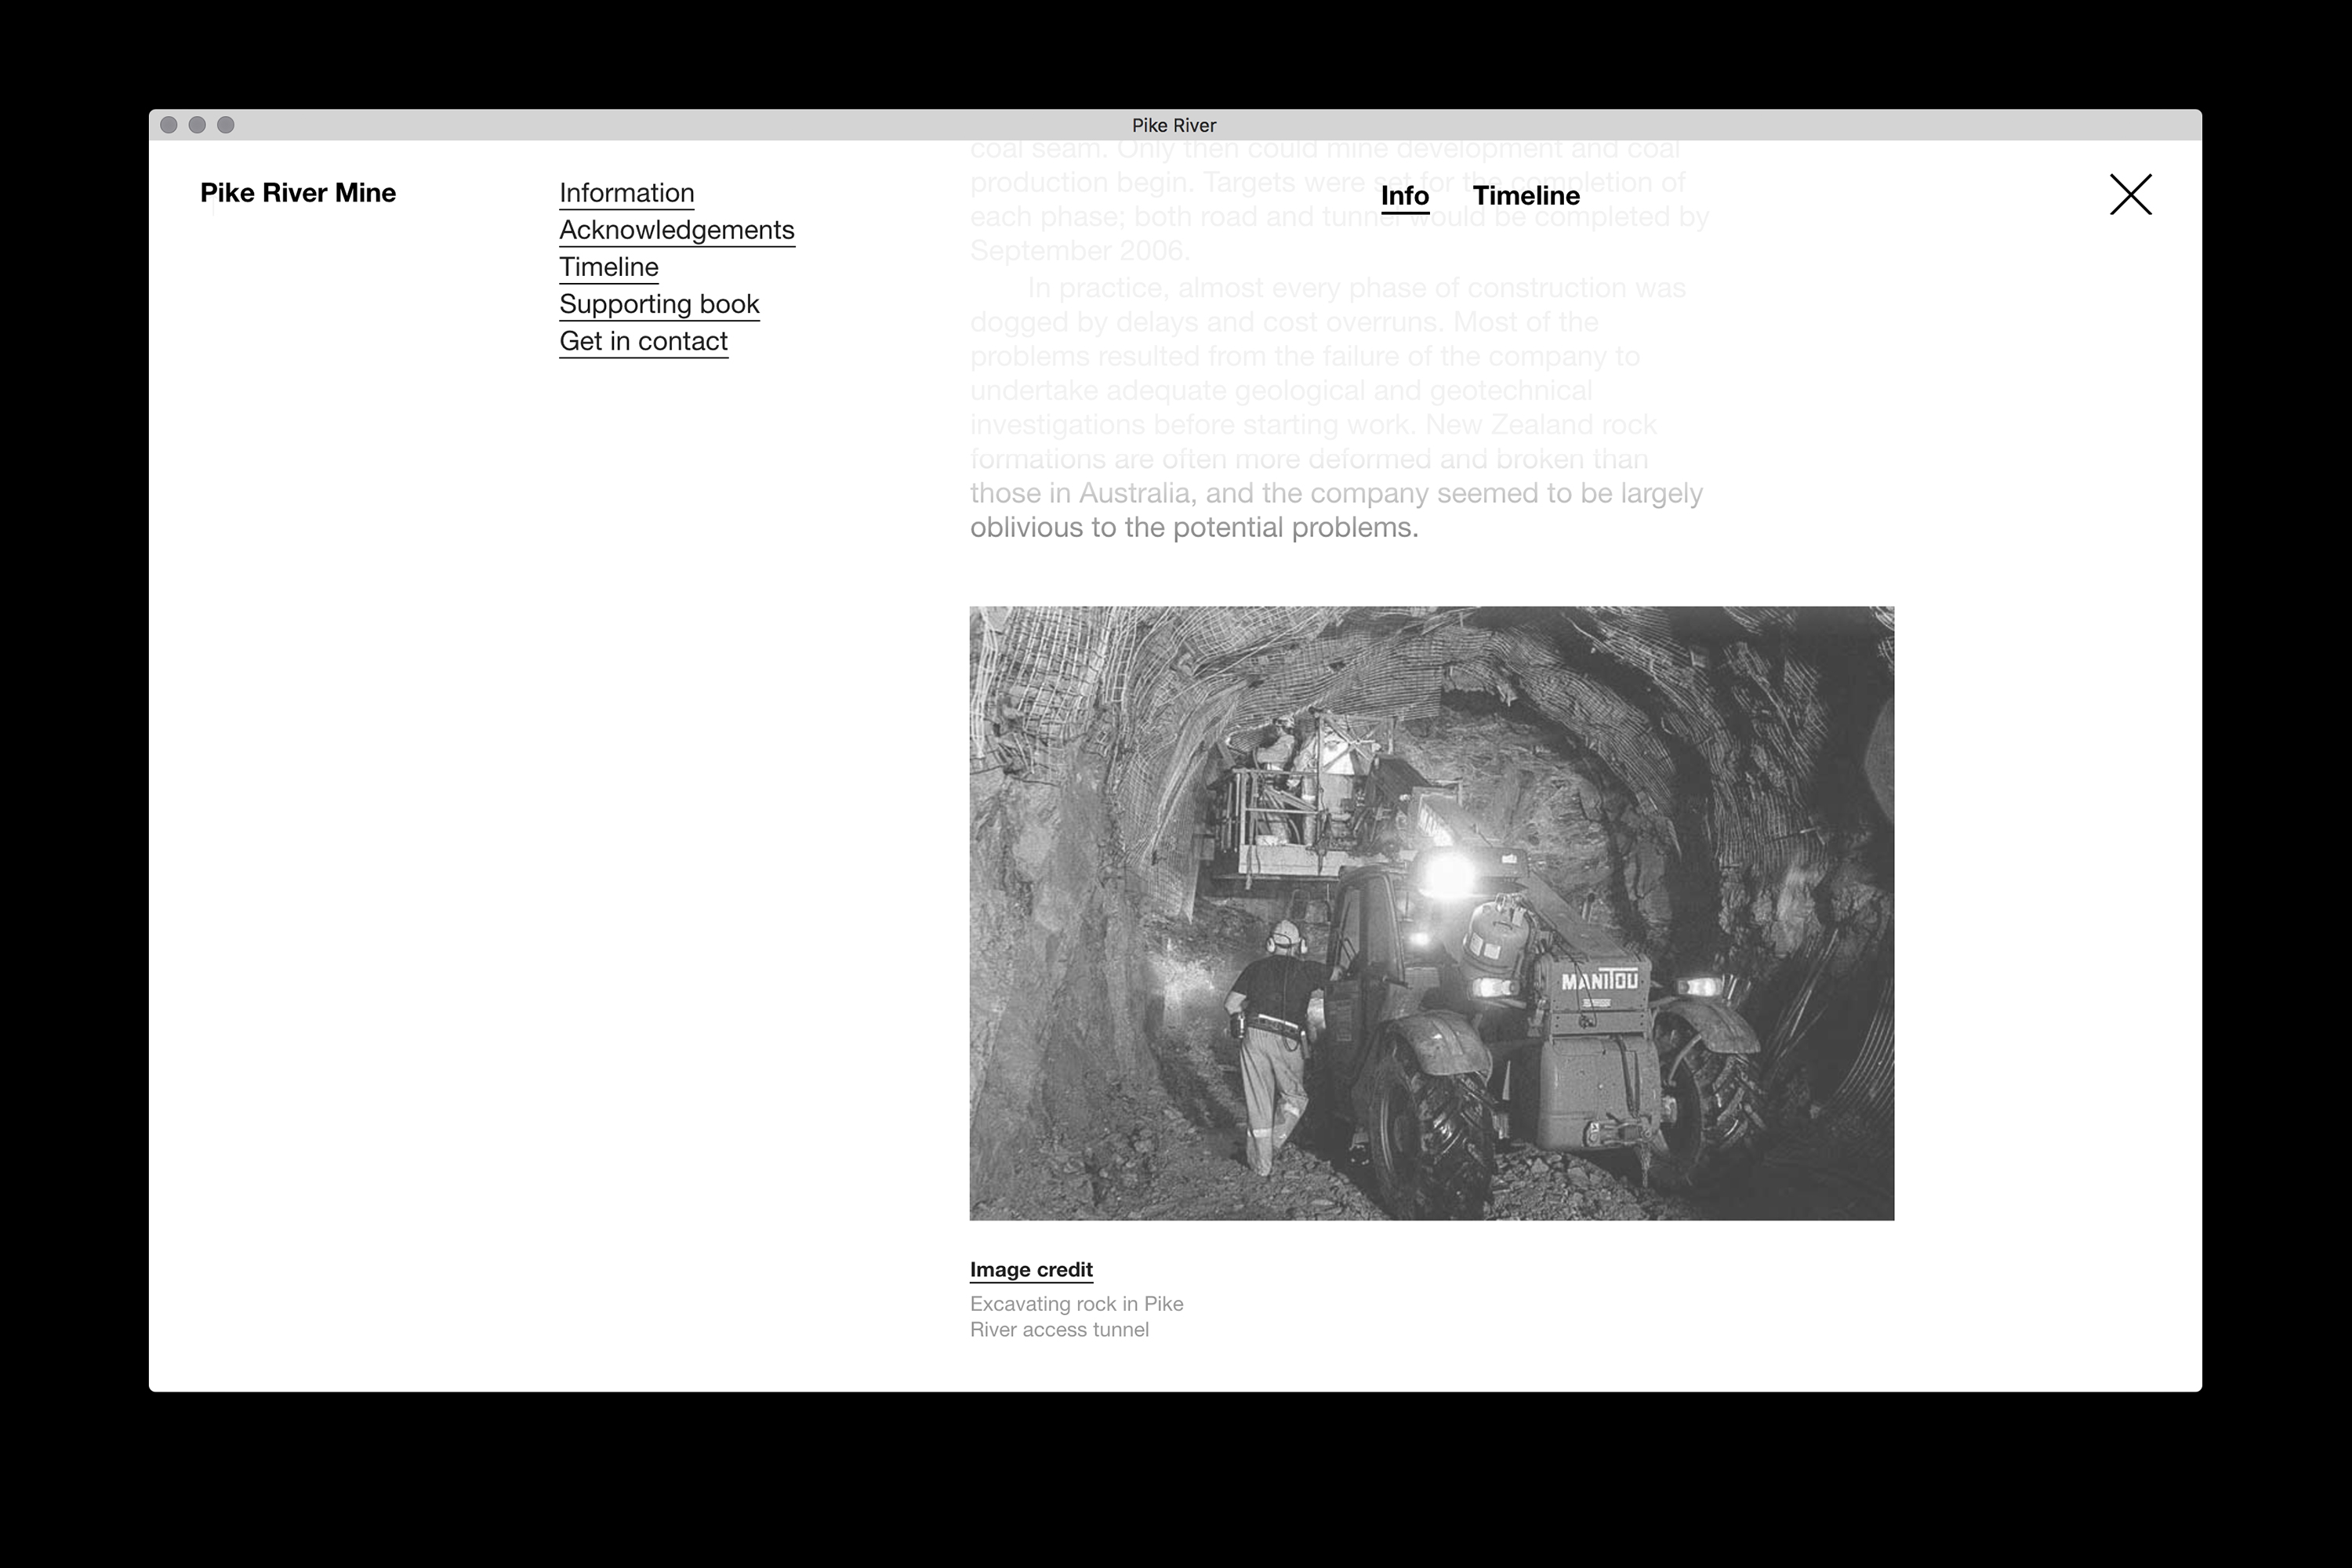 Pike River
Pike River Mine
Information
Acknowledgements
Timeline
Supporting book
Get in contact
Info
Timeline
coal seam. Only then could mine development and coal
production begin. Targets were set for the completion of
each phase; both road and tunnel would be completed by
September 2006.
In practice, almost every phase of construction was
dogged by delays and cost overruns. Most of the
problems resulted from the failure of the company to
undertake adequate geological and geotechnical
investigations before starting work. New Zealand rock
formations are often more deformed and broken than
those in Australia, and the company seemed to be largely
oblivious to the potential problems.
MANITOU
Image credit
Excavating rock in Pike
River access tunnel